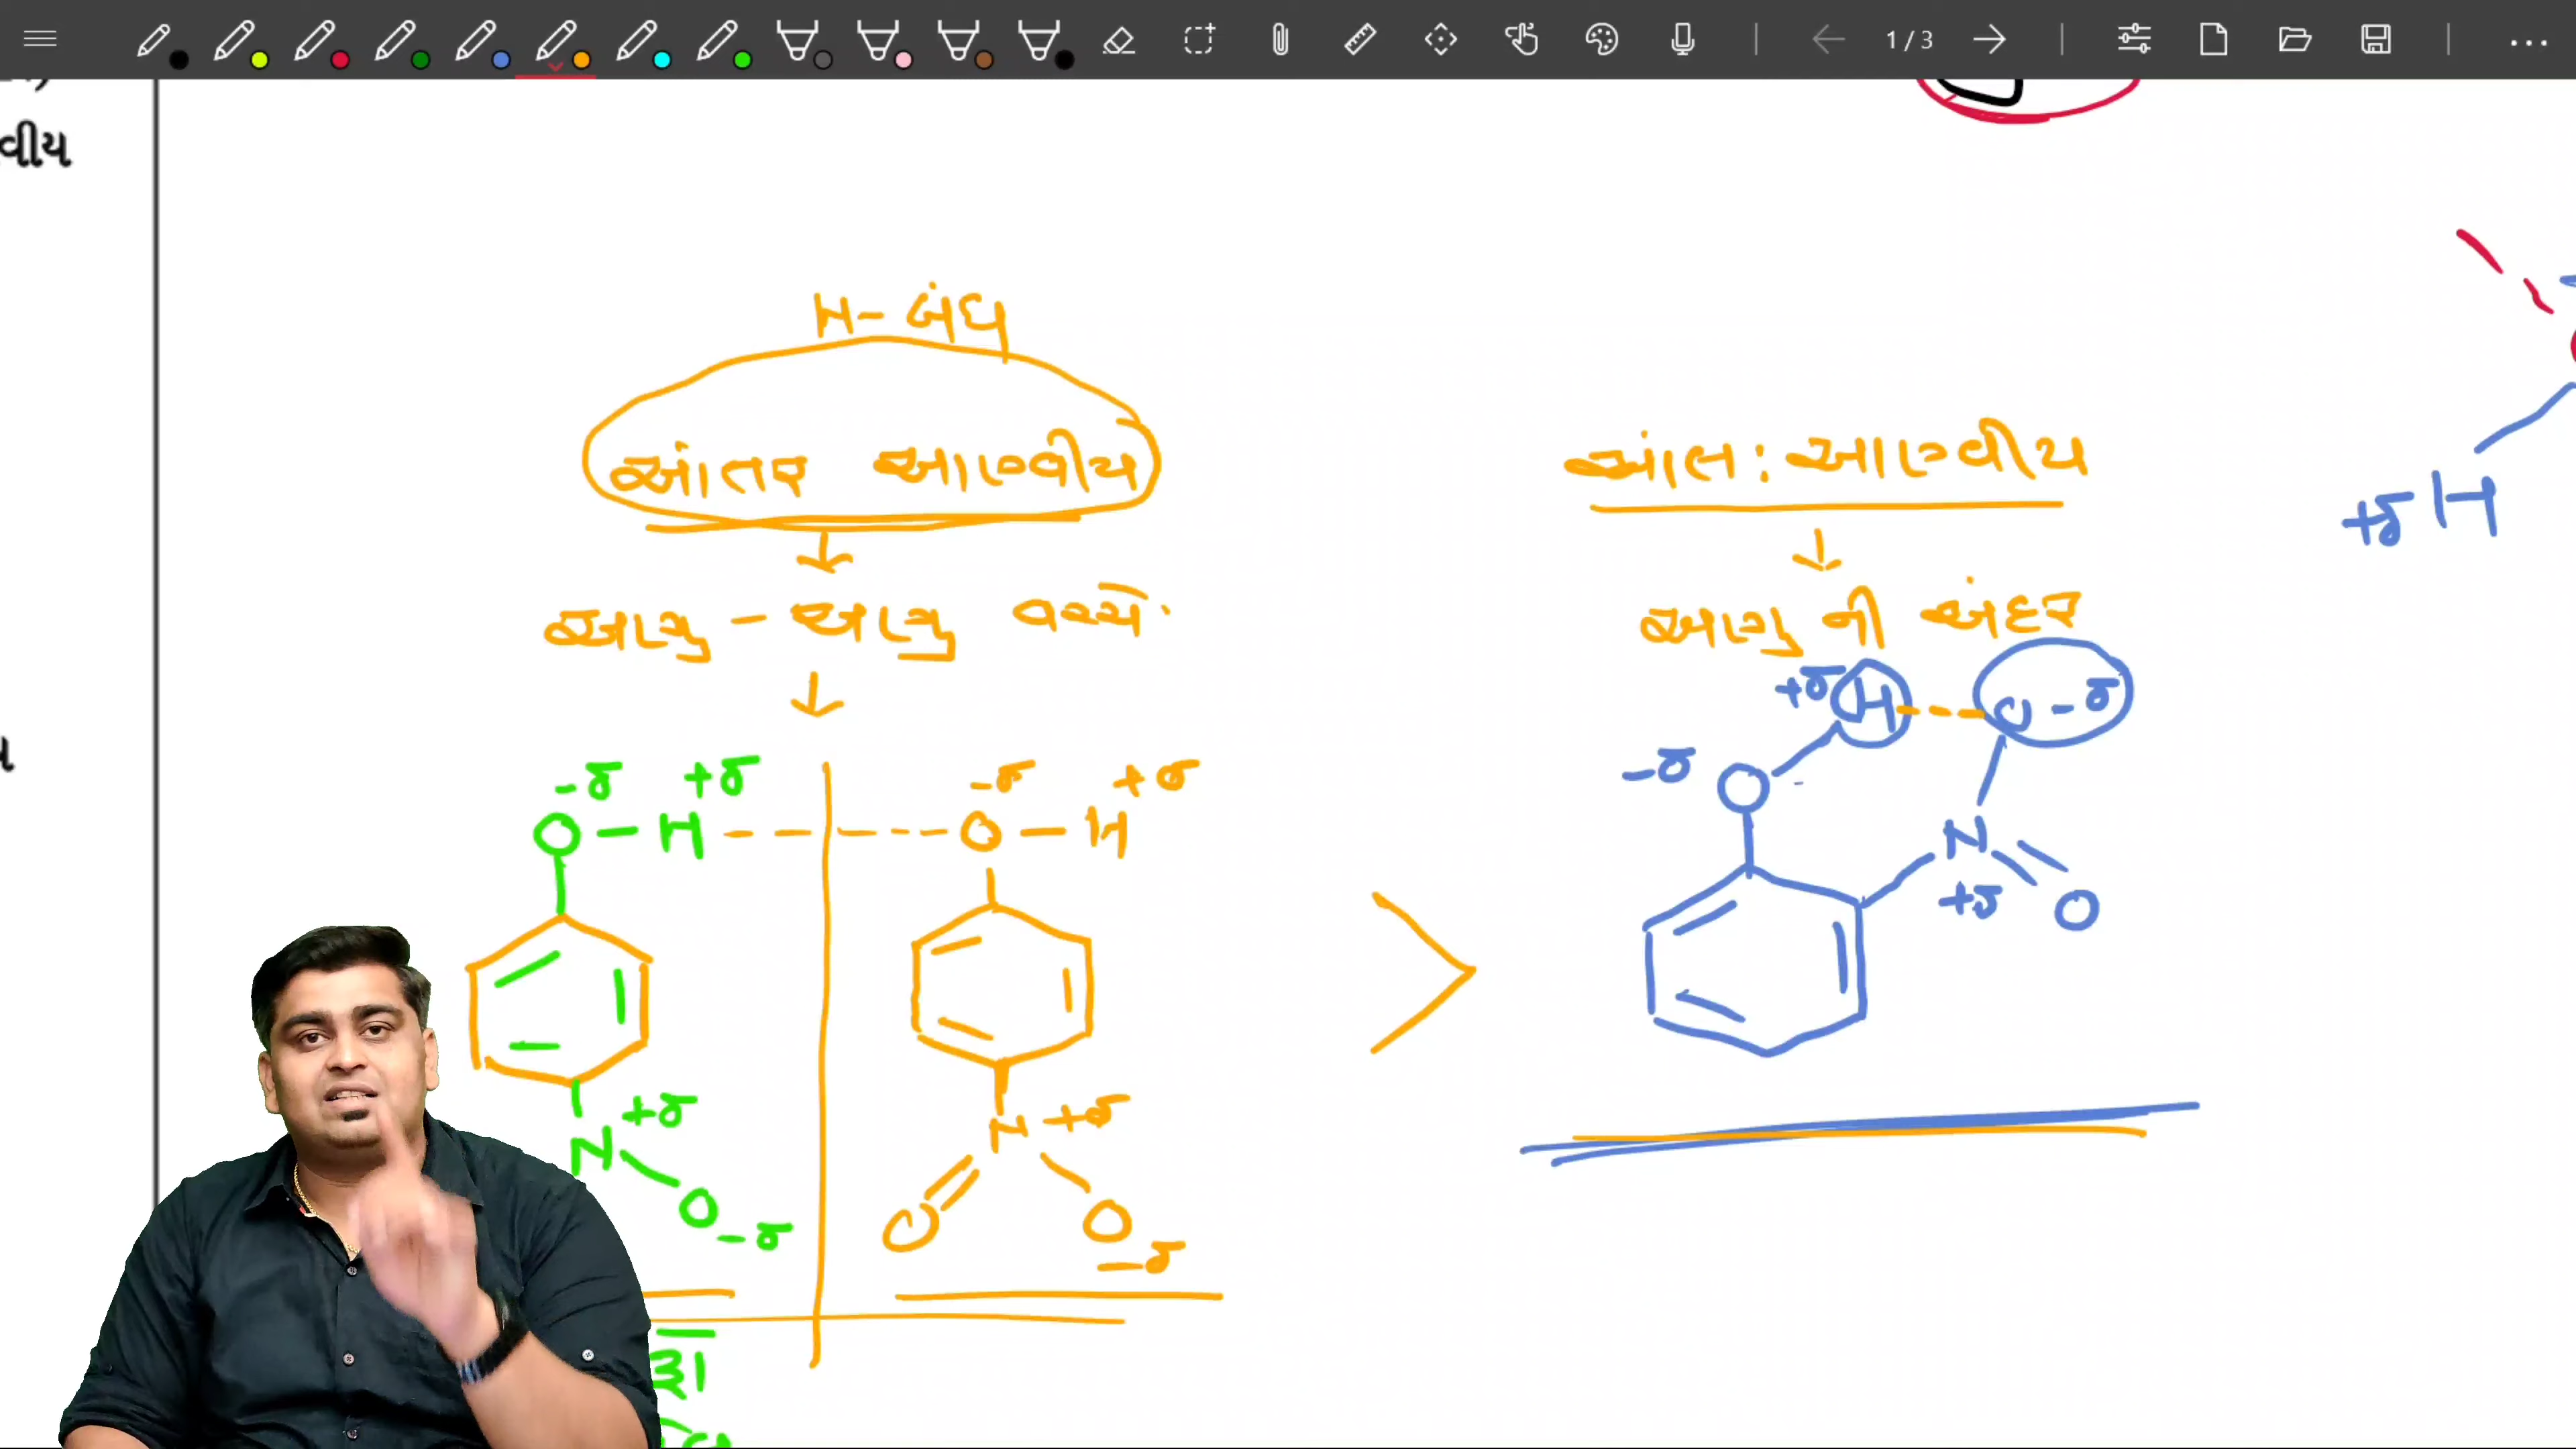 1 / 3
વીય
H - બંધ
આંતર આણ્વીય
અંત: આણ્વીય
અણુ - અણુ વચ્ચે.
અણુ ની અંદર
+δ H
+δ H --- O -δ
-δ O
N +δ
O
-δ +δ
O - H
-δ +δ
O - H
N +δ
O -δ
N +δ
O O -δ
>